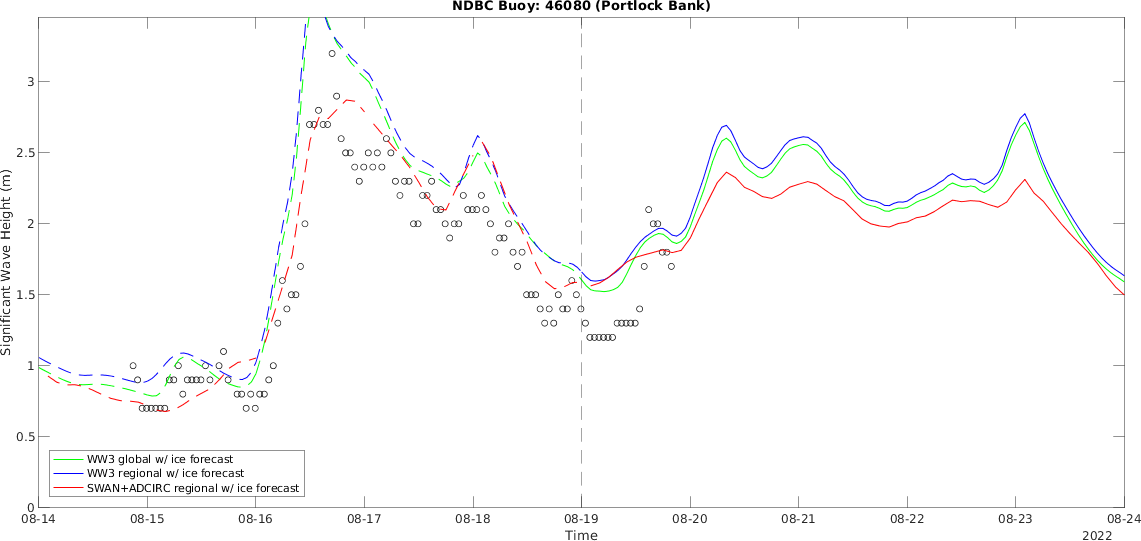 NDBC Buoy: 46080 (Portlock Bank)
Significant Wave Height (m)
3
2.5
2
1.5
1
0.5
0
WW3 global w/ ice forecast
WW3 regional w/ ice forecast
SWAN+ADCIRC regional w/ ice forecast
08-14 08-15 08-16 08-17 08-18 08-19 08-20 08-21 08-22 08-23 08-24
Time
2022